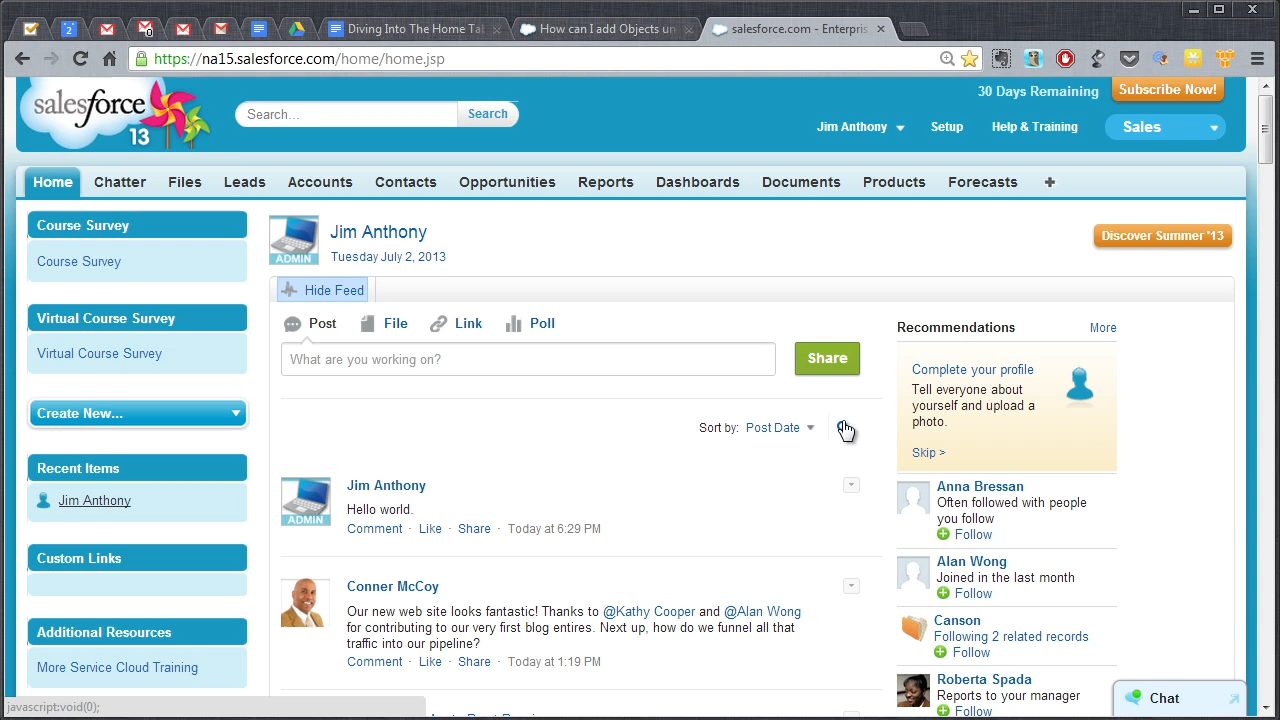 2
0
Diving Into The Home Ta
How can I add Objects un
salesforce.com - Enterpris
https://na15.salesforce.com/home/home.jsp
salesforce
13
Search...
Search
30 Days Remaining
Subscribe Now!
Jim Anthony
Setup
Help & Training
Sales
Home
Chatter
Files
Leads
Accounts
Contacts
Opportunities
Reports
Dashboards
Documents
Products
Forecasts
+
Course Survey
Course Survey
Virtual Course Survey
Virtual Course Survey
Create New...
Recent Items
Jim Anthony
Custom Links
Additional Resources
More Service Cloud Training
ADMIN
Jim Anthony
Tuesday July 2, 2013
Discover Summer '13
Hide Feed
Post
File
Link
Poll
What are you working on?
Share
Sort by: Post Date
ADMIN
Jim Anthony
Hello world.
Comment · Like · Share · Today at 6:29 PM
Conner McCoy
Our new web site looks fantastic! Thanks to @Kathy Cooper and @Alan Wong
for contributing to our very first blog entires. Next up, how do we funnel all that
traffic into our pipeline?
Comment · Like · Share · Today at 1:19 PM
Recommendations
More
Complete your profile
Tell everyone about
yourself and upload a
photo.
Skip >
Anna Bressan
Often followed with people
you follow
Follow
Alan Wong
Joined in the last month
Follow
Canson
Following 2 related records
Follow
Roberta Spada
Reports to your manager
Follow
Chat
javascript:void(0);